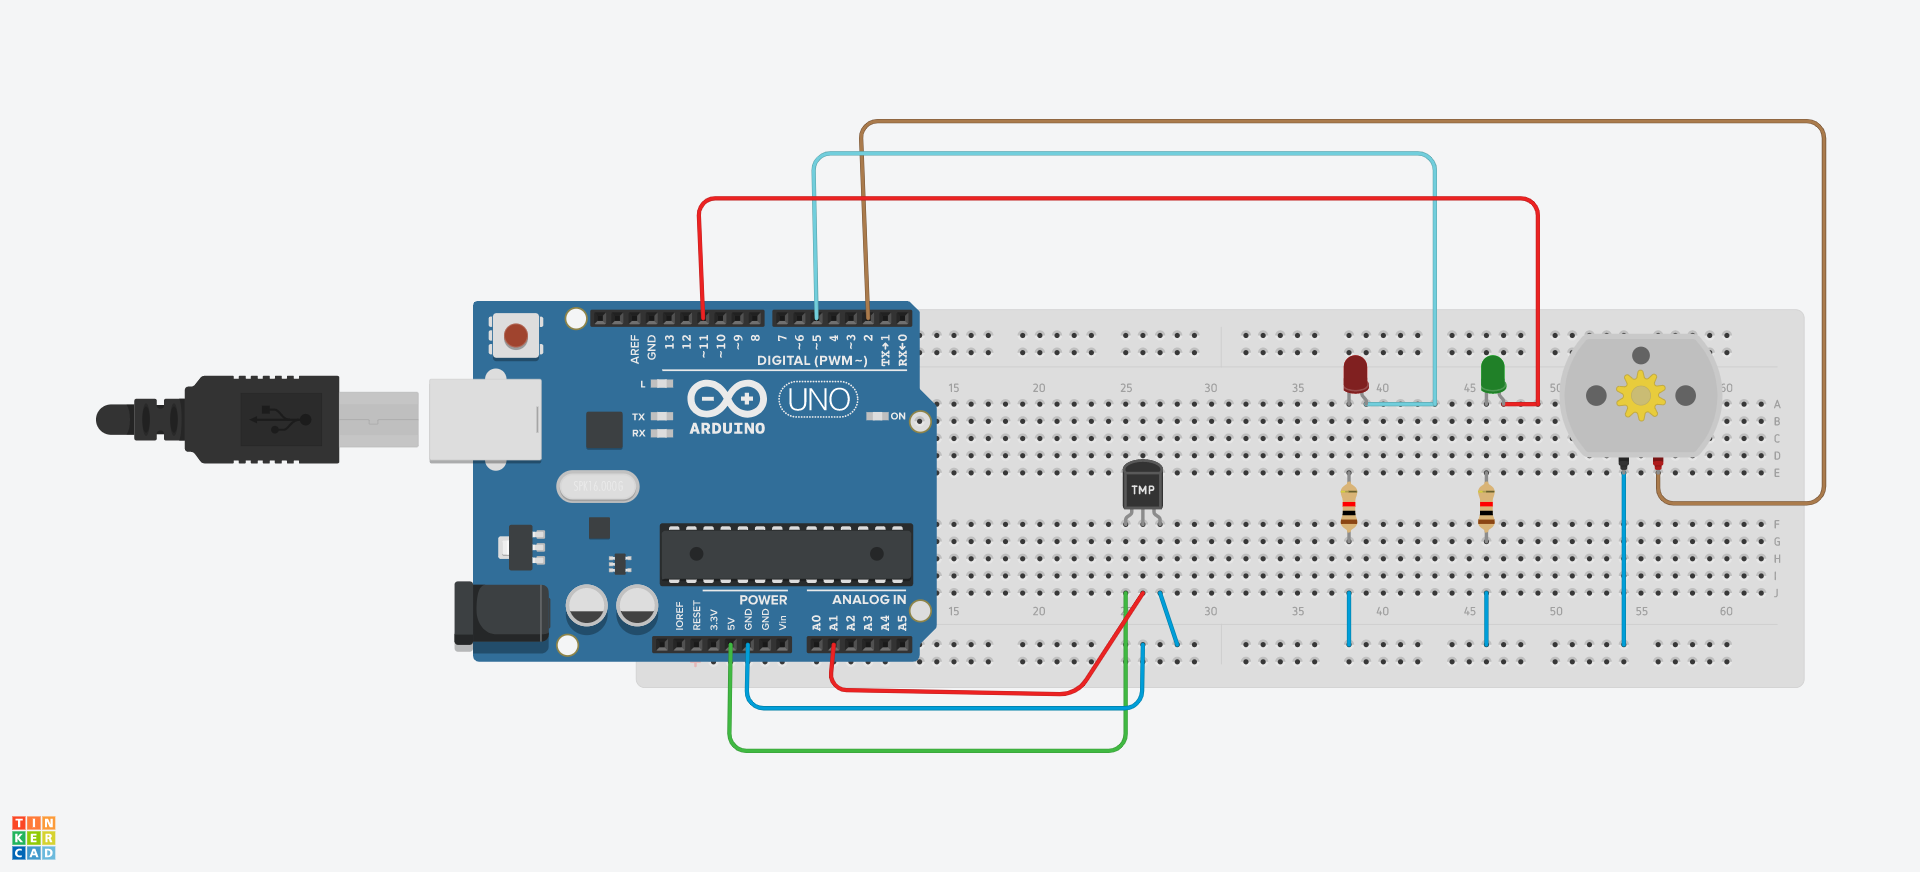 AREF
GND
13
12
~11
~10
~9
8
7
~6
~5
4
~3
2
TX→1
RX←0
DIGITAL (PWM~)
L
TX
RX
ON
UNO
ARDUINO
15 20 25 30 35 40 45 50 60
A
B
C
D
E
TMP
F
G
H
I
J
POWER
ANALOG IN
IOREF
RESET
3.3V
5V
GND
GND
Vin
A0
A1
A2
A3
A4
A5
15 20 25 30 35 40 45 50 55 60
TIN
KER
CAD